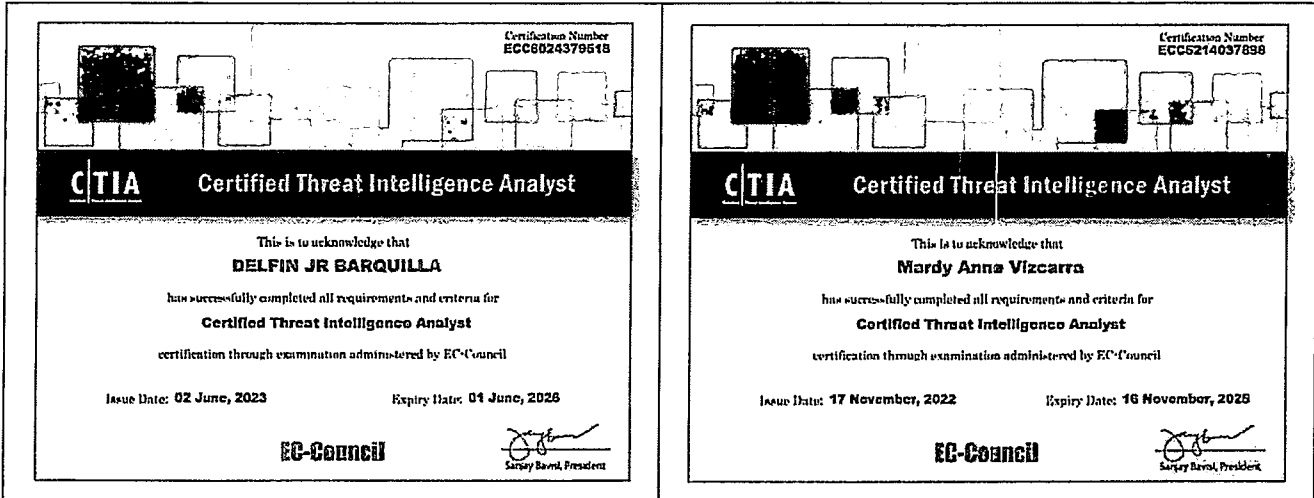 Certification Number
ECC6024379518
C|TIA
Certified Threat Intelligence Analyst
This is to acknowledge that
DELFIN JR BARQUILLA
has successfully completed all requirements and criteria for
Certified Threat Intelligence Analyst
certification through examination administered by EC-Council
Issue Date: 02 June, 2023 Expiry Date: 01 June, 2026
EC-Council
Sanjay Bavisi, President
Certification Number
ECC5214037898
C|TIA
Certified Threat Intelligence Analyst
This is to acknowledge that
Mardy Anne Vizcarra
has successfully completed all requirements and criteria for
Certified Threat Intelligence Analyst
certification through examination administered by EC-Council
Issue Date: 17 November, 2022 Expiry Date: 16 November, 2025
EC-Council
Sanjay Bavisi, President